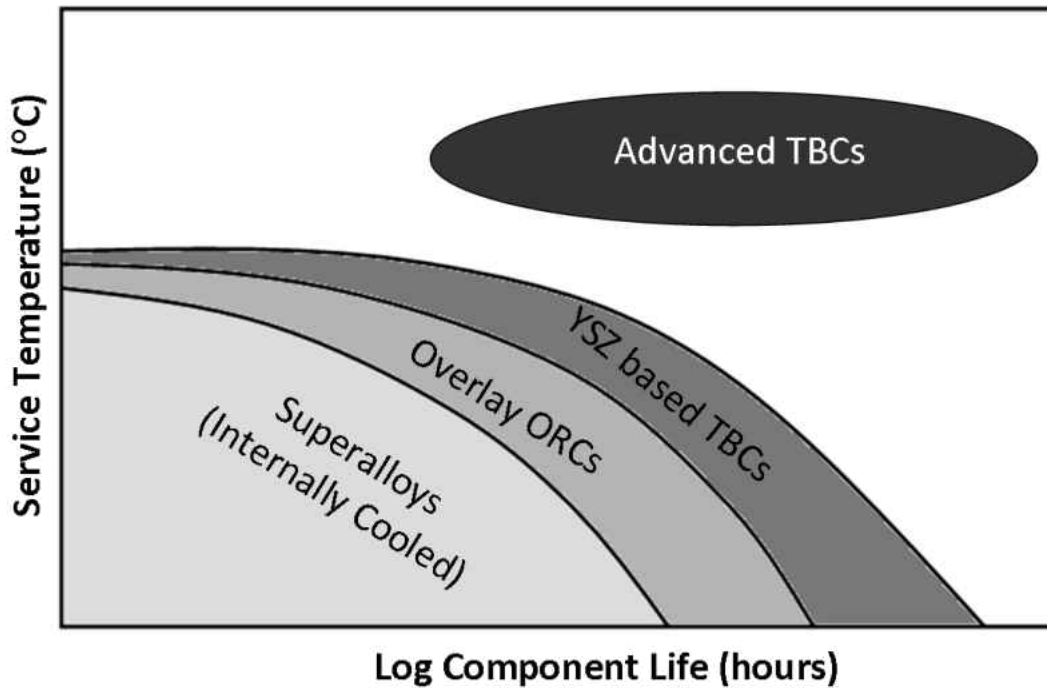 Service Temperature (°C)
Advanced TBCs
YSZ based TBCs
Overlay ORCs
Superalloys
(Internally Cooled)
Log Component Life (hours)